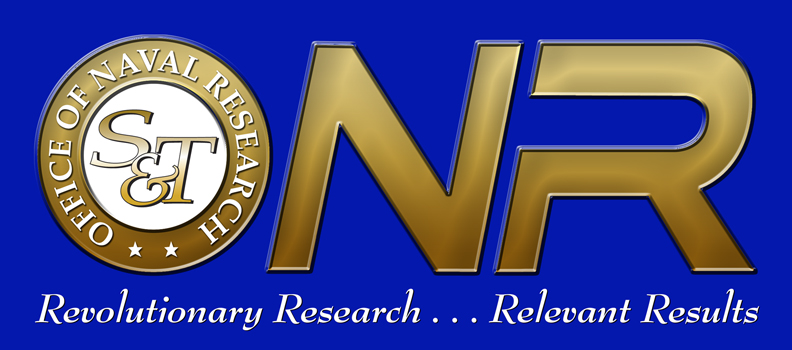 OFFICE OF NAVAL RESEARCH
S&T
NR
Revolutionary Research . . . Relevant Results